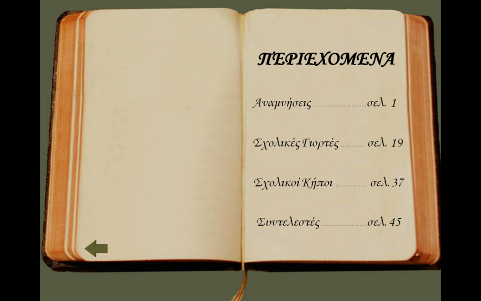 ΠΕΡΙΕΧΟΜΕΝΑ
Αναμνήσεις ................... σελ. 1
Σχολικές Γιορτές ........ σελ. 19
Σχολικοί Κήποι ........... σελ. 37
Συντελεστές ................ σελ. 45